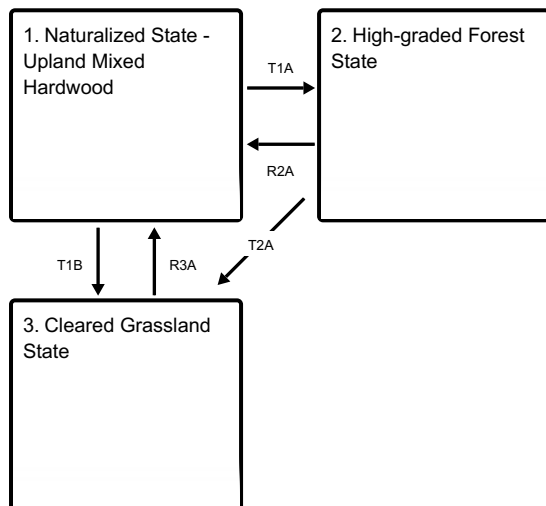 1. Naturalized State -
Upland Mixed
Hardwood
2. High-graded Forest
State
T1A
R2A
T2A
T1B
R3A
3. Cleared Grassland
State